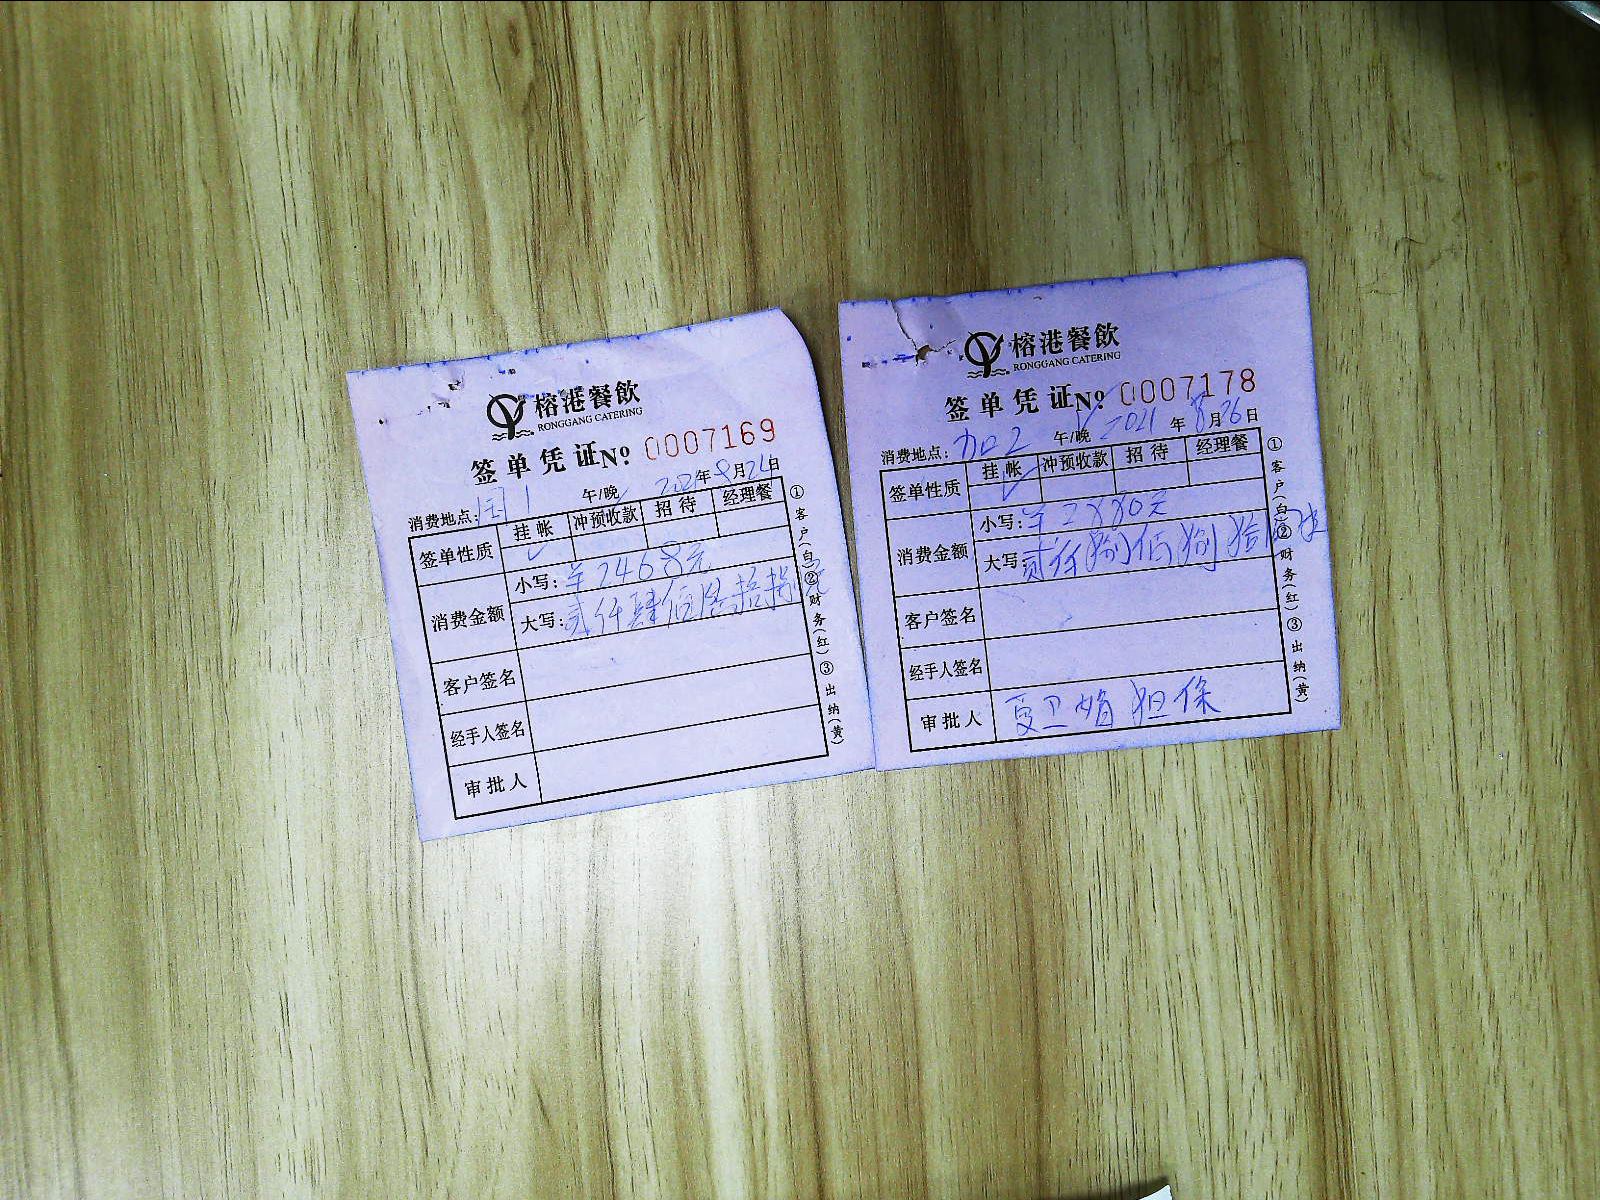 榕港餐飲
RONGGANG CATERING
签单凭证 No. 0007169
消费地点: 园1 午/晚 2021年8月24日
签单性质 挂帐 冲预收款 招待 经理餐
✓
消费金额 小写: 羊2468元
大写: 贰仟肆佰陆拾捌元
客户签名
经手人签名
审批人
①客户(白)②财务(红)③出纳(黄)
榕港餐飲
RONGGANG CATERING
签单凭证 No. 0007178
消费地点: 加02 午/晚 2021年8月26日
签单性质 挂帐 冲预收款 招待 经理餐
✓
消费金额 小写: 羊2880元
大写: 贰仟捌佰捌拾
客户签名
经手人签名
审批人 夏卫娟担保
①客户(白)②财务(红)③出纳(黄)